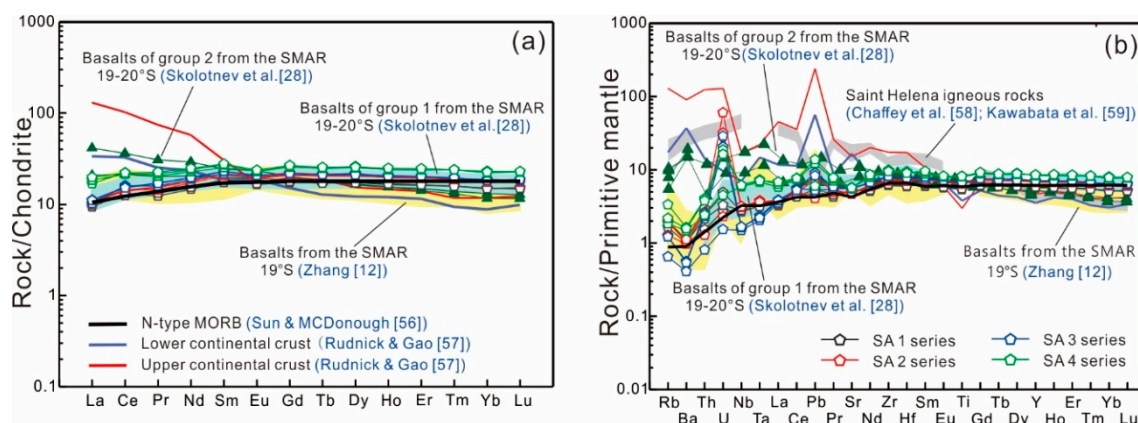 (a)
Rock/Chondrite
1000
100
10
1
0.1
Basalts of group 2 from the SMAR
19-20°S (Skolotnev et al.[28])
Basalts of group 1 from the SMAR
19-20°S (Skolotnev et al.[28])
Basalts from the SMAR
19°S (Zhang [12])
N-type MORB (Sun & MCDonough [56])
Lower continental crust (Rudnick & Gao [57])
Upper continental crust (Rudnick & Gao [57])
La Ce Pr Nd Sm Eu Gd Tb Dy Ho Er Tm Yb Lu
(b)
Rock/Primitive mantle
1000
100
10
1
0.1
0.01
Basalts of group 2 from the SMAR
19-20°S (Skolotnev et al.[28])
Saint Helena igneous rocks
(Chaffey et al. [58]; Kawabata et al. [59])
Basalts from the SMAR
19°S (Zhang [12])
Basalts of group 1 from the SMAR
19-20°S (Skolotnev et al. [28])
SA 1 series
SA 3 series
SA 2 series
SA 4 series
Rb Th Nb La Pb Sr Zr Sm Ti Tb Y Er Yb
Ba U Ta Ce Pr Nd Hf Eu Gd Dy Ho Tm Lu